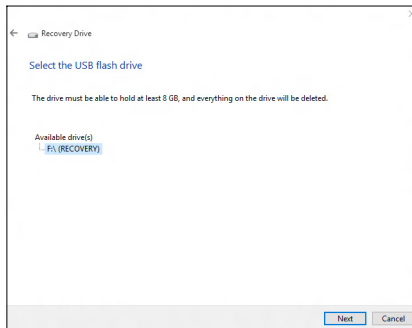 Recovery Drive
Select the USB flash drive
The drive must be able to hold at least 8 GB, and everything on the drive will be deleted.
Available drive(s)
F:\ (RECOVERY)
Next Cancel